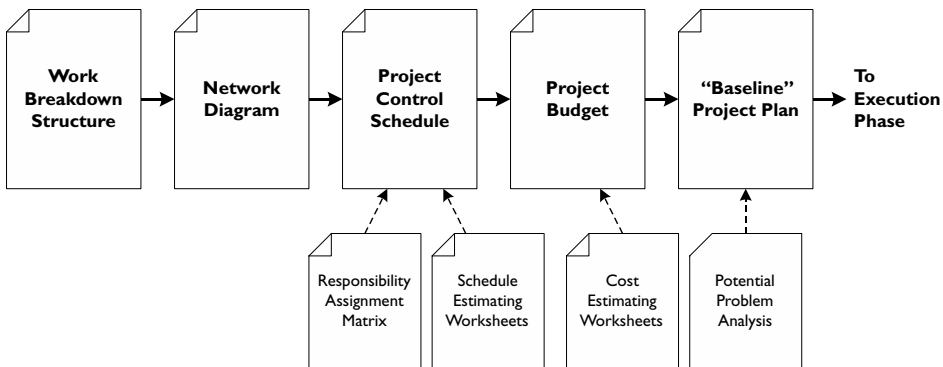 Work
Breakdown
Structure
Network
Diagram
Project
Control
Schedule
Project
Budget
“Baseline”
Project Plan
To
Execution
Phase
Responsibility
Assignment
Matrix
Schedule
Estimating
Worksheets
Cost
Estimating
Worksheets
Potential
Problem
Analysis